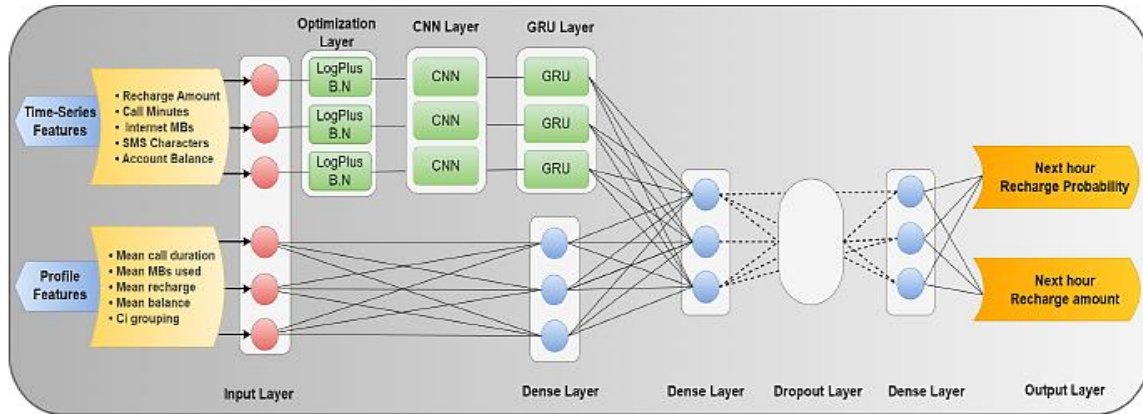 Optimization
Layer
CNN Layer
GRU Layer
Time-Series
Features
• Recharge Amount
• Call Minutes
• Internet MBs
• SMS Characters
• Account Balance
LogPlus
B.N
CNN
GRU
LogPlus
B.N
CNN
GRU
LogPlus
B.N
CNN
GRU
Next hour
Recharge Probability
Profile
Features
• Mean call duration
• Mean MBs used
• Mean recharge
• Mean balance
• Ci grouping
Next hour
Recharge amount
Input Layer
Dense Layer
Dense Layer
Dropout Layer
Dense Layer
Output Layer